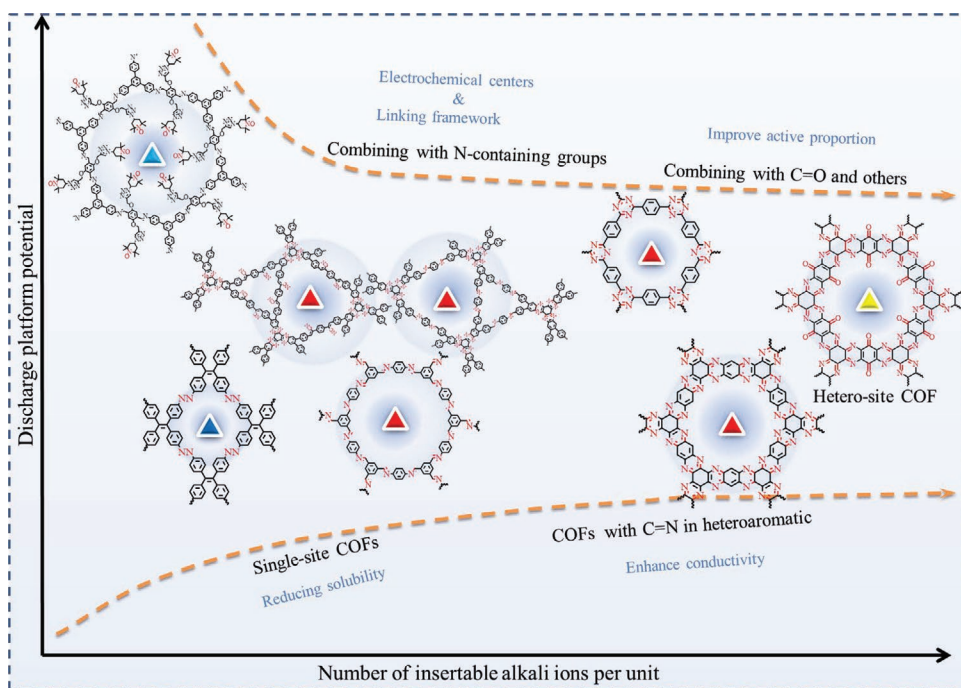 Electrochemical centers
&
Linking framework
Combining with N-containing groups
Improve active proportion
Combining with C=O and others
Discharge platform potential
Hetero-site COF
Single-site COFs
Reducing solubility
COFs with C=N in heteroaromatic
Enhance conductivity
Number of insertable alkali ions per unit